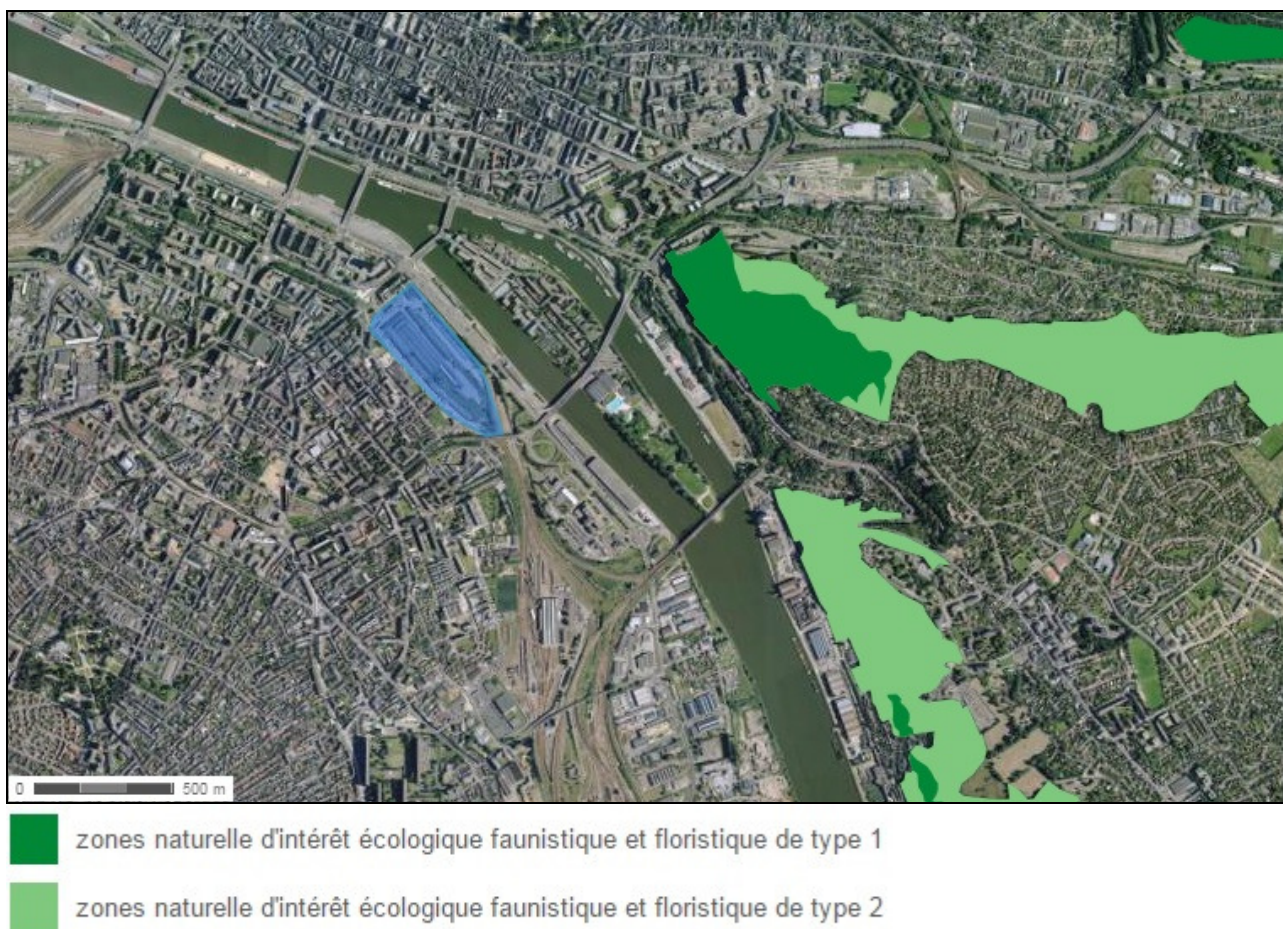 0 500 m
zones naturelle d'intérêt écologique faunistique et floristique de type 1
zones naturelle d'intérêt écologique faunistique et floristique de type 2